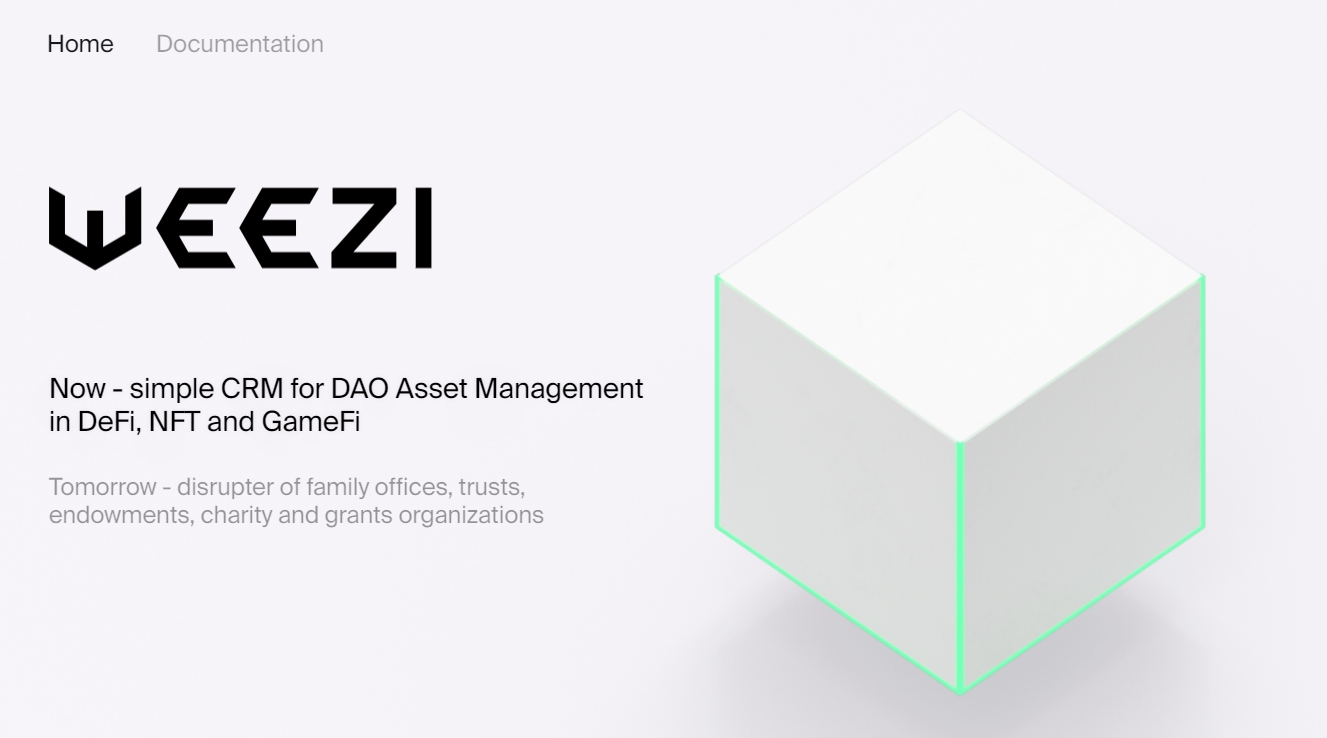 Home
Documentation
WEEZI
Now - simple CRM for DAO Asset Management
in DeFi, NFT and GameFi
Tomorrow - disrupter of family offices, trusts,
endowments, charity and grants organizations